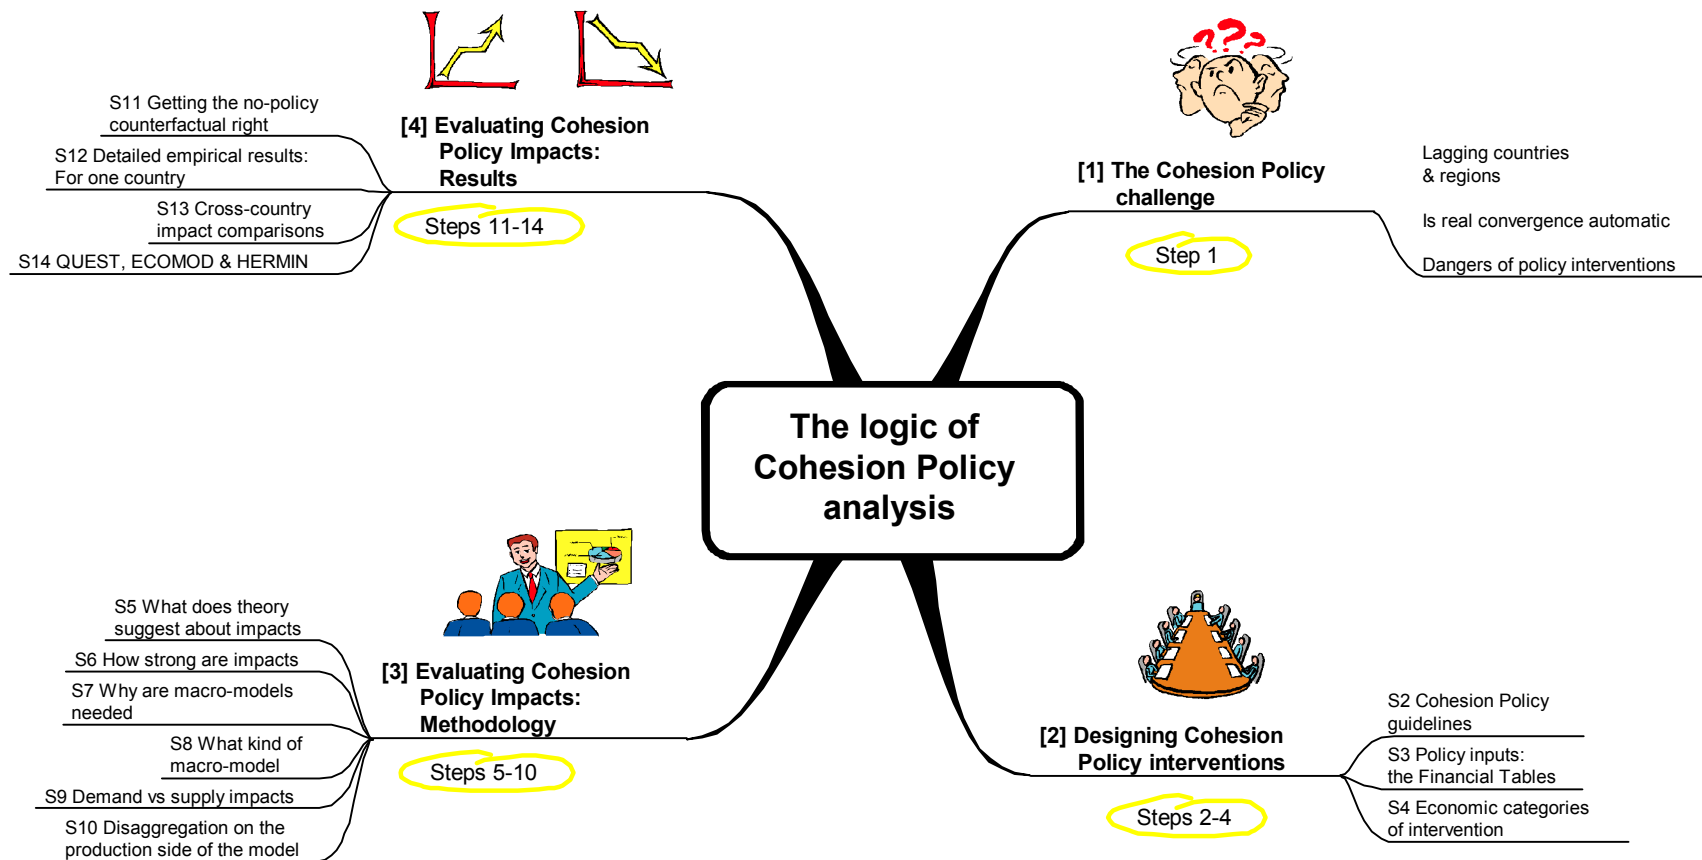 The logic of
Cohesion Policy
analysis
???
[1] The Cohesion Policy
challenge
Step 1
Lagging countries
& regions
Is real convergence automatic
Dangers of policy interventions
[2] Designing Cohesion
Policy interventions
Steps 2-4
S2 Cohesion Policy
guidelines
S3 Policy inputs:
the Financial Tables
S4 Economic categories
of intervention
[3] Evaluating Cohesion
Policy Impacts:
Methodology
Steps 5-10
S5 What does theory
suggest about impacts
S6 How strong are impacts
S7 Why are macro-models
needed
S8 What kind of
macro-model
S9 Demand vs supply impacts
S10 Disaggregation on the
production side of the model
[4] Evaluating Cohesion
Policy Impacts:
Results
Steps 11-14
S11 Getting the no-policy
counterfactual right
S12 Detailed empirical results:
For one country
S13 Cross-country
impact comparisons
S14 QUEST, ECOMOD & HERMIN